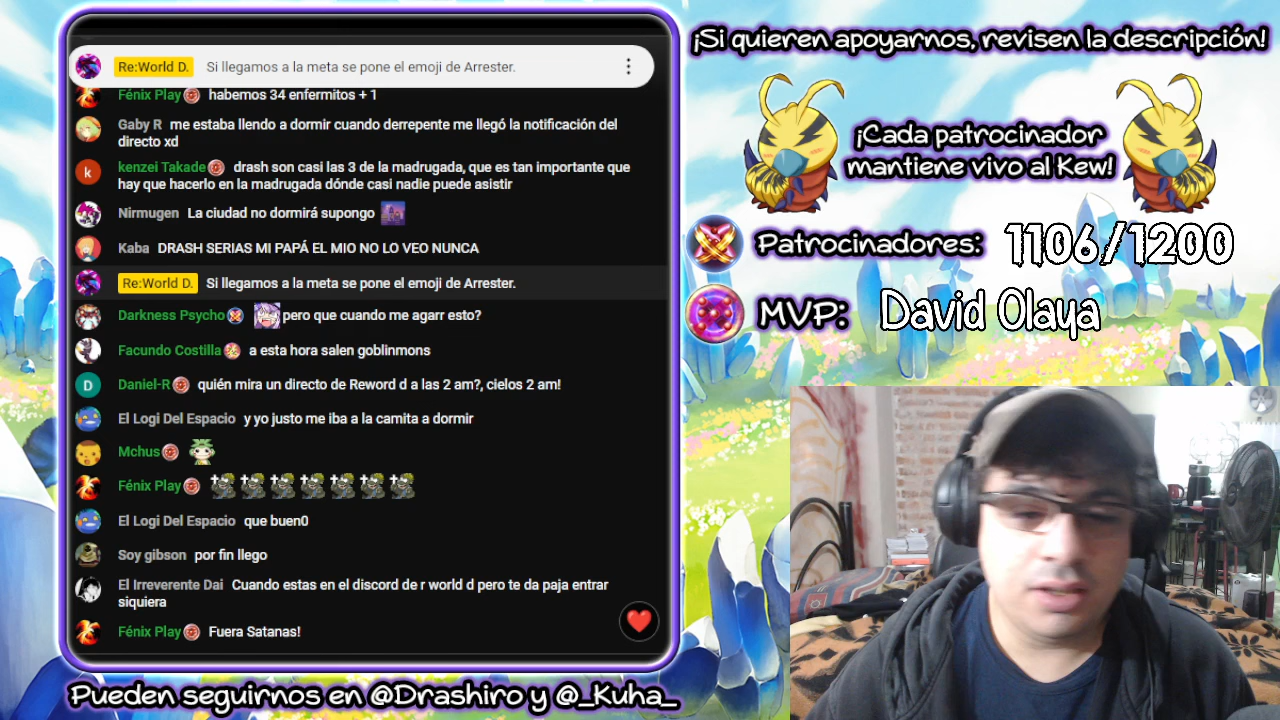 ¡Si quieren apoyarnos, revisen la descripción!
Re:World D. Si llegamos a la meta se pone el emoji de Arrester.
Fénix Play habemos 34 enfermitos + 1
Gaby R me estaba llendo a dormir cuando derrepente me llegó la notificación del
directo xd
k kenzei Takade drash son casi las 3 de la madrugada, que es tan importante que
hay que hacerlo en la madrugada dónde casi nadie puede asistir
Nirmugen La ciudad no dormirá supongo
Kaba DRASH SERIAS MI PAPÁ EL MIO NO LO VEO NUNCA
Re:World D. Si llegamos a la meta se pone el emoji de Arrester.
Darkness Psycho pero que cuando me agarr esto?
Facundo Costilla a esta hora salen goblinmons
D Daniel-R quién mira un directo de Reword d a las 2 am?, cielos 2 am!
El Logi Del Espacio y yo justo me iba a la camita a dormir
Mchus
Fénix Play
El Logi Del Espacio que buen0
Soy gibson por fin llego
El Irreverente Dai Cuando estas en el discord de r world d pero te da paja entrar
siquiera
Fénix Play Fuera Satanas!
¡Cada patrocinador
mantiene vivo al Kew!
Patrocinadores: 1106/1200
MVP: David Olaya
Pueden seguirnos en @Drashiro y @_Kuha_